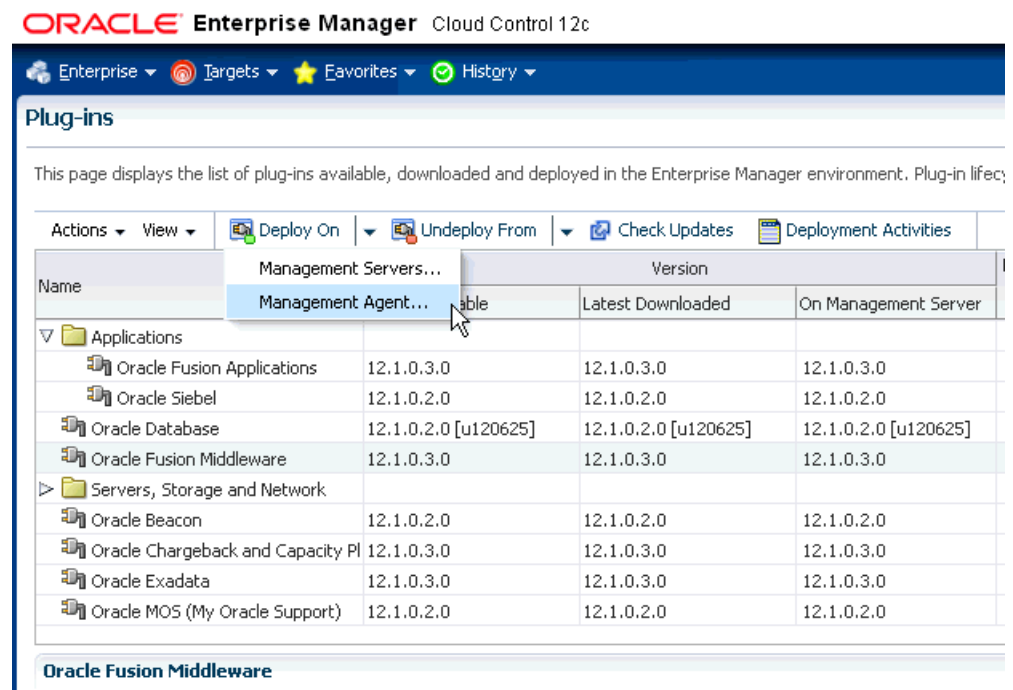 ORACLE Enterprise Manager Cloud Control 12c
Enterprise Targets Favorites History
Plug-ins
This page displays the list of plug-ins available, downloaded and deployed in the Enterprise Manager environment. Plug-in
Actions View Deploy On Undeploy From Check Updates Deployment Activities
Management Servers...
Management Agent...
Name Version
Latest Downloaded On Management Server
Applications
Oracle Fusion Applications 12.1.0.3.0 12.1.0.3.0 12.1.0.3.0
Oracle Siebel 12.1.0.2.0 12.1.0.2.0 12.1.0.2.0
Oracle Database 12.1.0.2.0 [u120625] 12.1.0.2.0 [u120625] 12.1.0.2.0 [u120625]
Oracle Fusion Middleware 12.1.0.3.0 12.1.0.3.0 12.1.0.3.0
Servers, Storage and Network
Oracle Beacon 12.1.0.2.0 12.1.0.2.0 12.1.0.2.0
Oracle Chargeback and Capacity Pl 12.1.0.3.0 12.1.0.3.0 12.1.0.3.0
Oracle Exadata 12.1.0.3.0 12.1.0.3.0 12.1.0.3.0
Oracle MOS (My Oracle Support) 12.1.0.2.0 12.1.0.2.0 12.1.0.2.0
Oracle Fusion Middleware